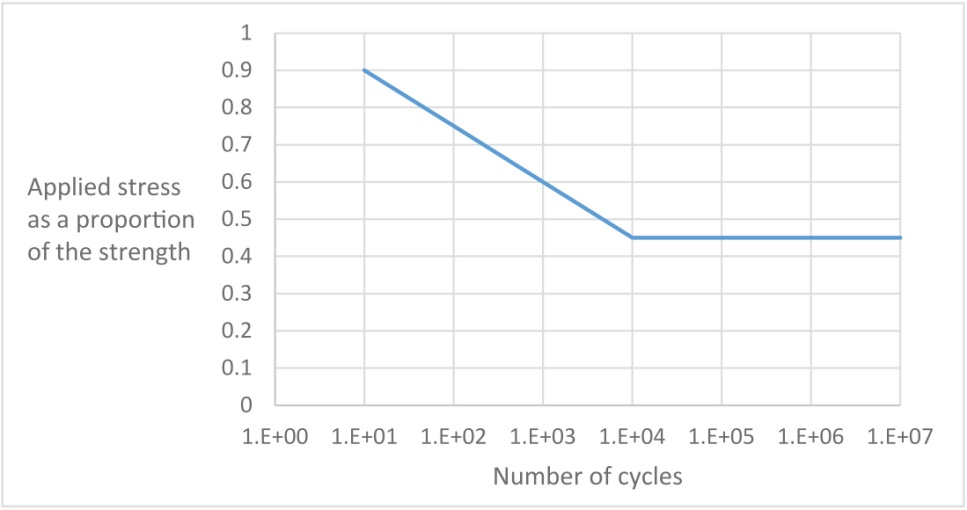 1
0.9
0.8
0.7
0.6
0.5
0.4
0.3
0.2
0.1
0
Applied stress
as a proportion
of the strength
1.E+00 1.E+01 1.E+02 1.E+03 1.E+04 1.E+05 1.E+06 1.E+07
Number of cycles